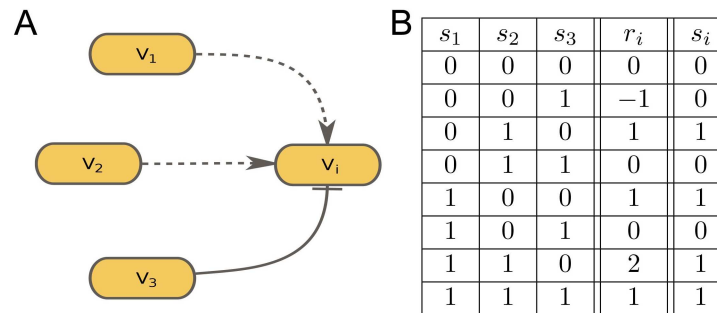 A
V1
V2
Vi
V3
B
s1 s2 s3 ri si
0 0 0 0 0
0 0 1 −1 0
0 1 0 1 1
0 1 1 0 0
1 0 0 1 1
1 0 1 0 0
1 1 0 2 1
1 1 1 1 1